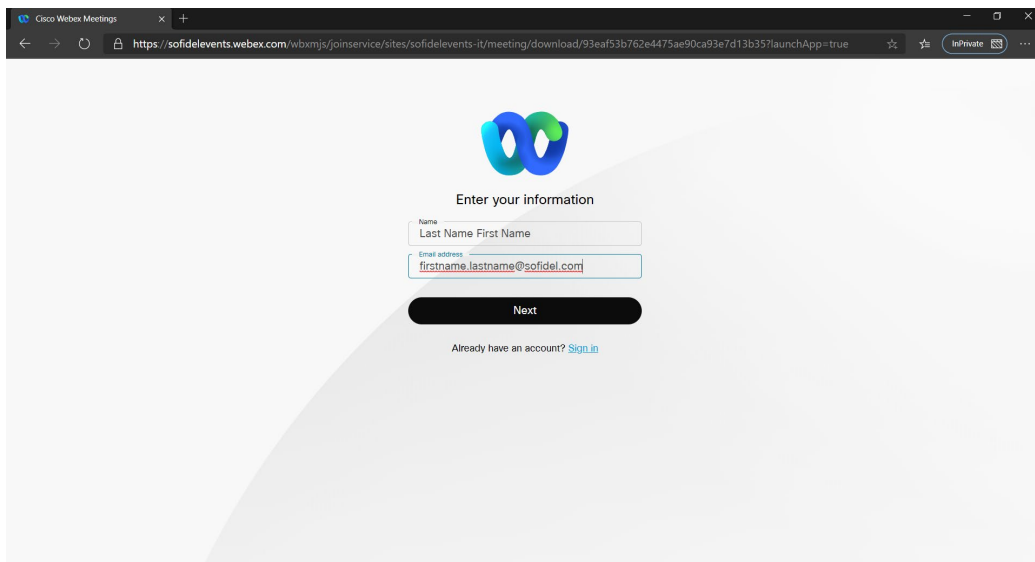 Cisco Webex Meetings
https://sofidelevents.webex.com/wbxmjs/joinservice/sites/sofidelevents-it/meeting/download/93eaf53b762e4475ae90ca93e7d13b35?launchApp=true
InPrivate
Enter your information
Name
Last Name First Name
Email address
firstname.lastname@sofidel.com
Next
Already have an account? Sign in